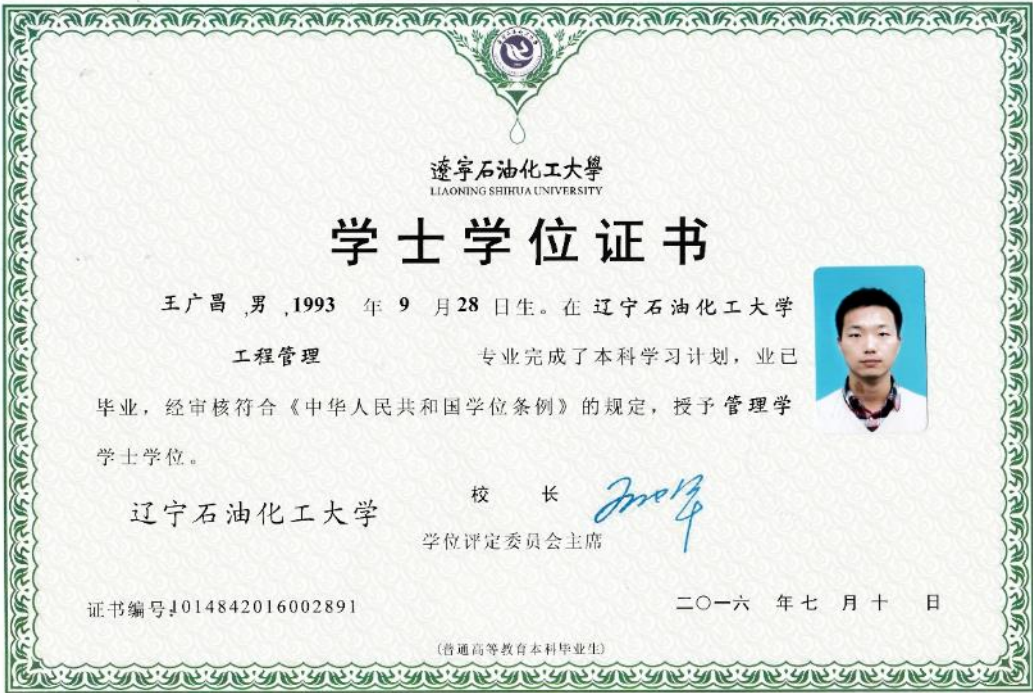 遼寧石油化工大學
LIAONING SHIHUA UNIVERSITY
学士学位证书
王广昌 ,男 ,1993 年 9 月 28 日生。在 辽宁石油化工大学
工程管理 专业完成了本科学习计划，业已
毕业，经审核符合《中华人民共和国学位条例》的规定，授予 管理学
学士学位。
辽宁石油化工大学
校 长
学位评定委员会主席
证书编号:1014842016002891
二〇一六 年 七 月 十 日
(普通高等教育本科毕业生)